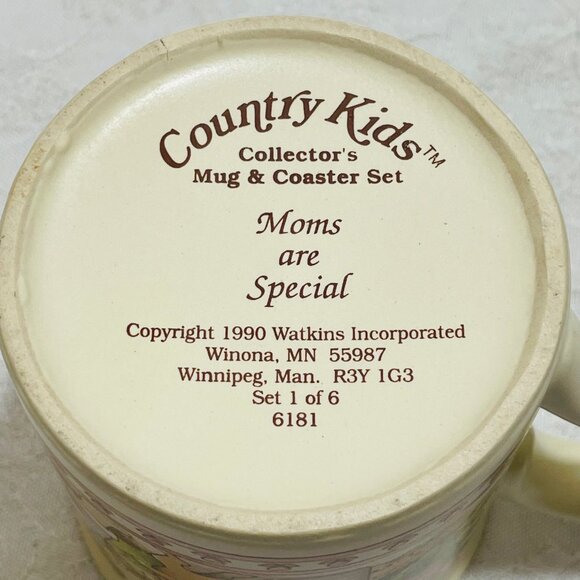 Country Kids™
Collector's
Mug & Coaster Set
Moms
are
Special
Copyright 1990 Watkins Incorporated
Winona, MN 55987
Winnipeg, Man. R3Y 1G3
Set 1 of 6
6181